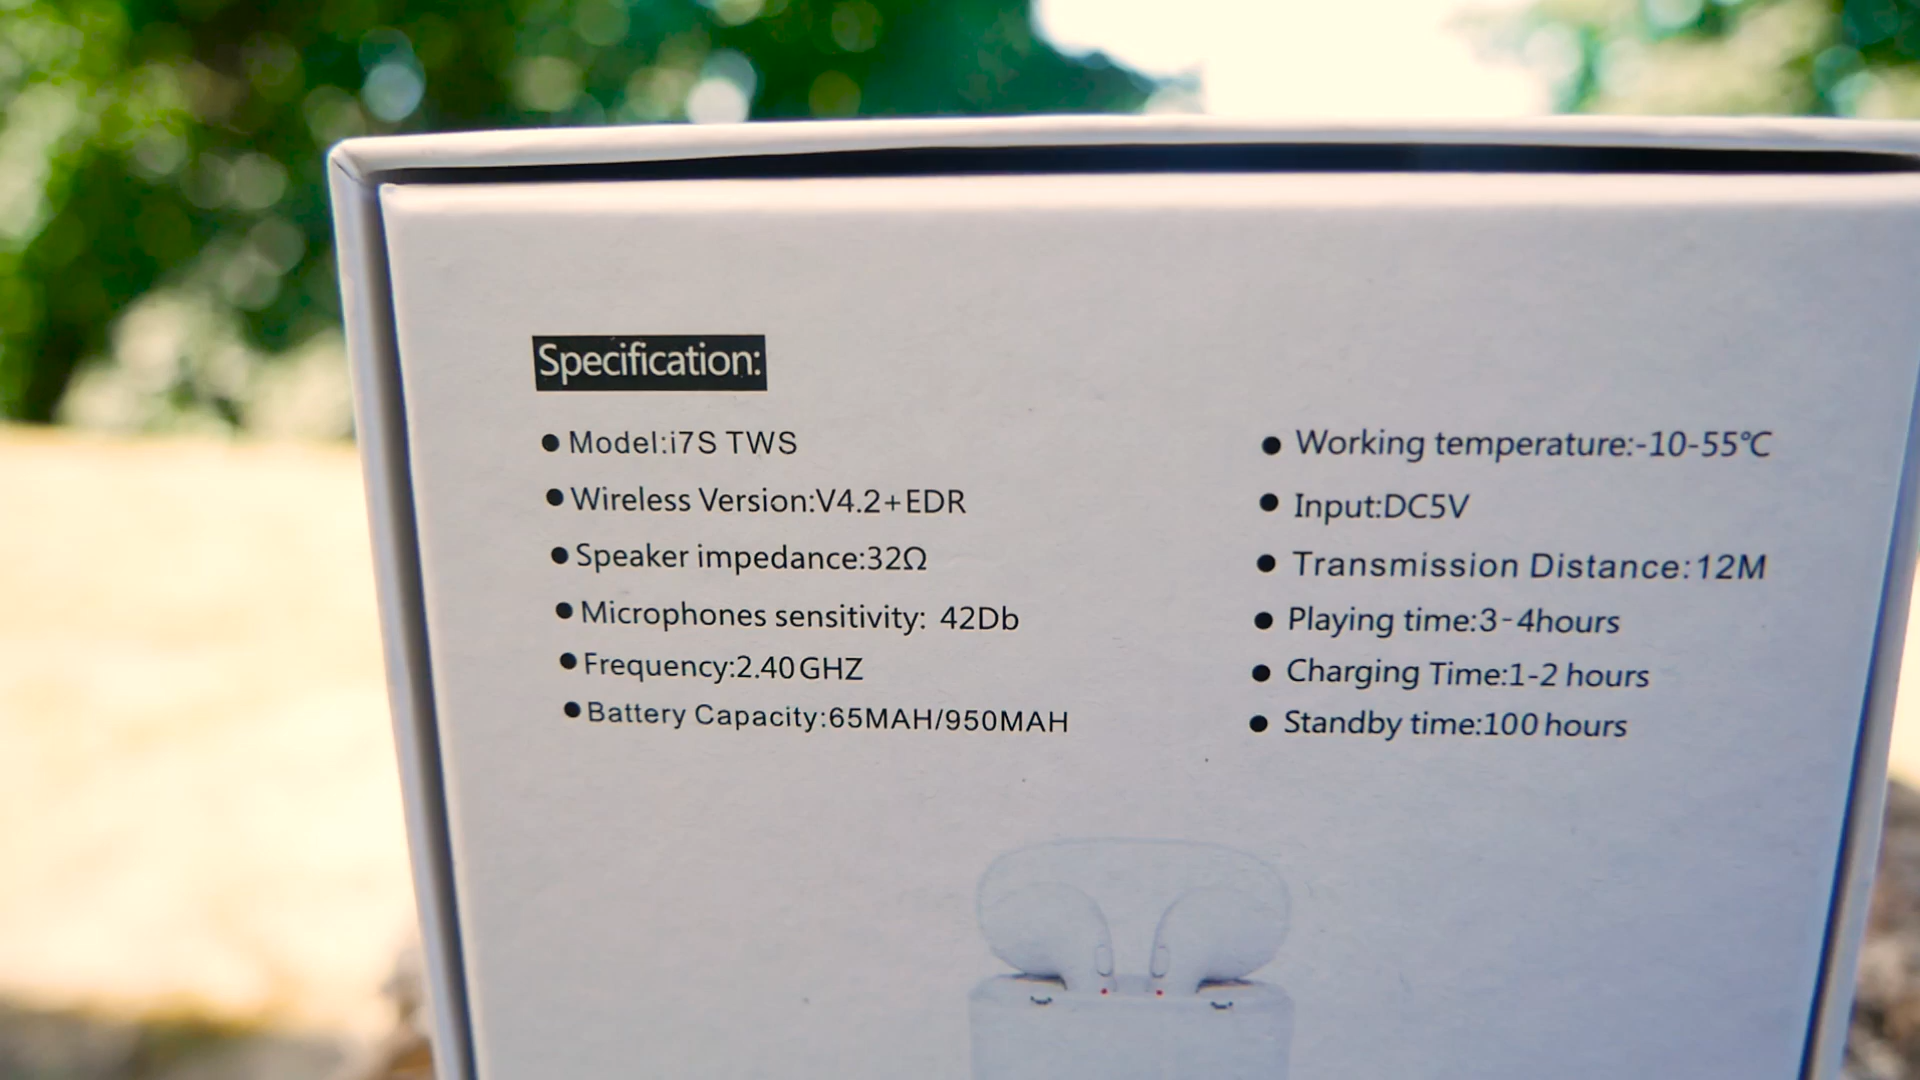 Specification:
● Model:i7S TWS
● Wireless Version:V4.2+EDR
● Speaker impedance:32Ω
● Microphones sensitivity: 42Db
● Frequency:2.40GHZ
● Battery Capacity:65MAH/950MAH
● Working temperature:-10-55℃
● Input:DC5V
● Transmission Distance:12M
● Playing time:3-4hours
● Charging Time:1-2 hours
● Standby time:100 hours